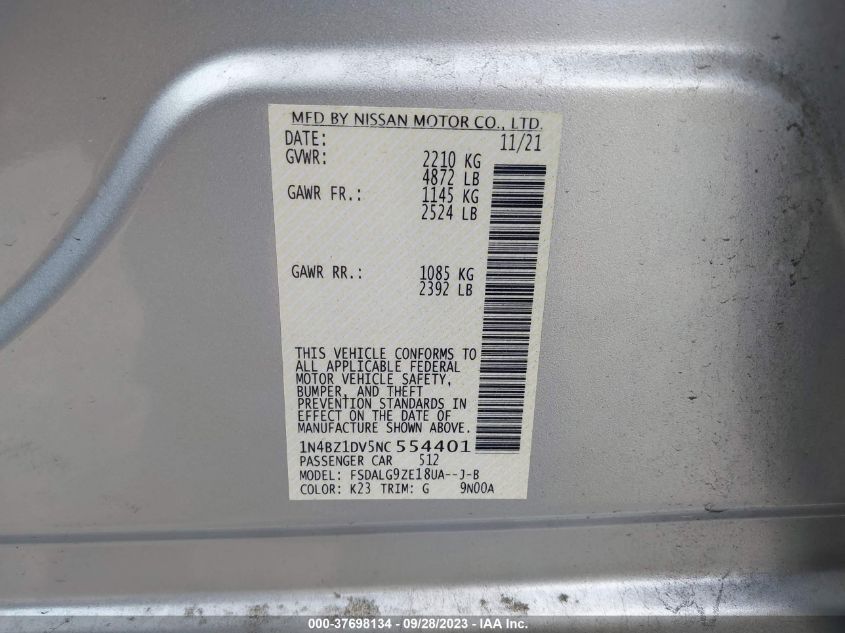 MFD BY NISSAN MOTOR CO., LTD.
DATE: 11/21
GVWR: 2210 KG
4872 LB
GAWR FR.: 1145 KG
2524 LB
GAWR RR.: 1085 KG
2392 LB
THIS VEHICLE CONFORMS TO
ALL APPLICABLE FEDERAL
MOTOR VEHICLE SAFETY,
BUMPER, AND THEFT
PREVENTION STANDARDS IN
EFFECT ON THE DATE OF
MANUFACTURE SHOWN ABOVE.
1N4BZ1DV5NC 554401
PASSENGER CAR 512
MODEL: FSDALG9ZE18UA--J-B
COLOR: K23 TRIM: G 9N00A
000-37698134 - 09/28/2023 - IAA Inc.